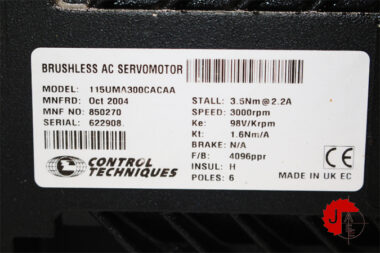 BRUSHLESS AC SERVOMOTOR
MODEL: 115UMA300CACAA
MNFRD: Oct 2004
MNF NO: 850270
SERIAL: 622908
STALL: 3.5Nm@2.2A
SPEED: 3000rpm
Ke: 98V/Krpm
Kt: 1.6Nm/A
BRAKE: N/A
F/B: 4096ppr
INSUL: H
POLES: 6
CE
CONTROL
TECHNIQUES
MADE IN UK EC